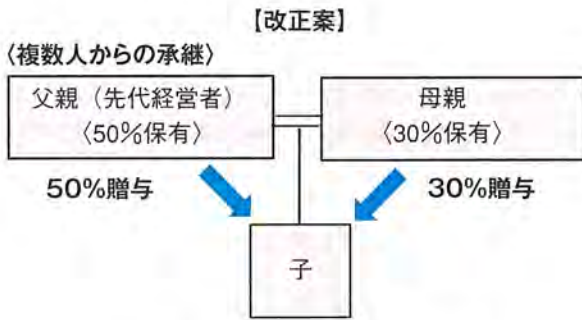 【改正案】
〈複数人からの承継〉
父親（先代経営者）
〈50%保有〉
母親
〈30%保有〉
50%贈与
30%贈与
子